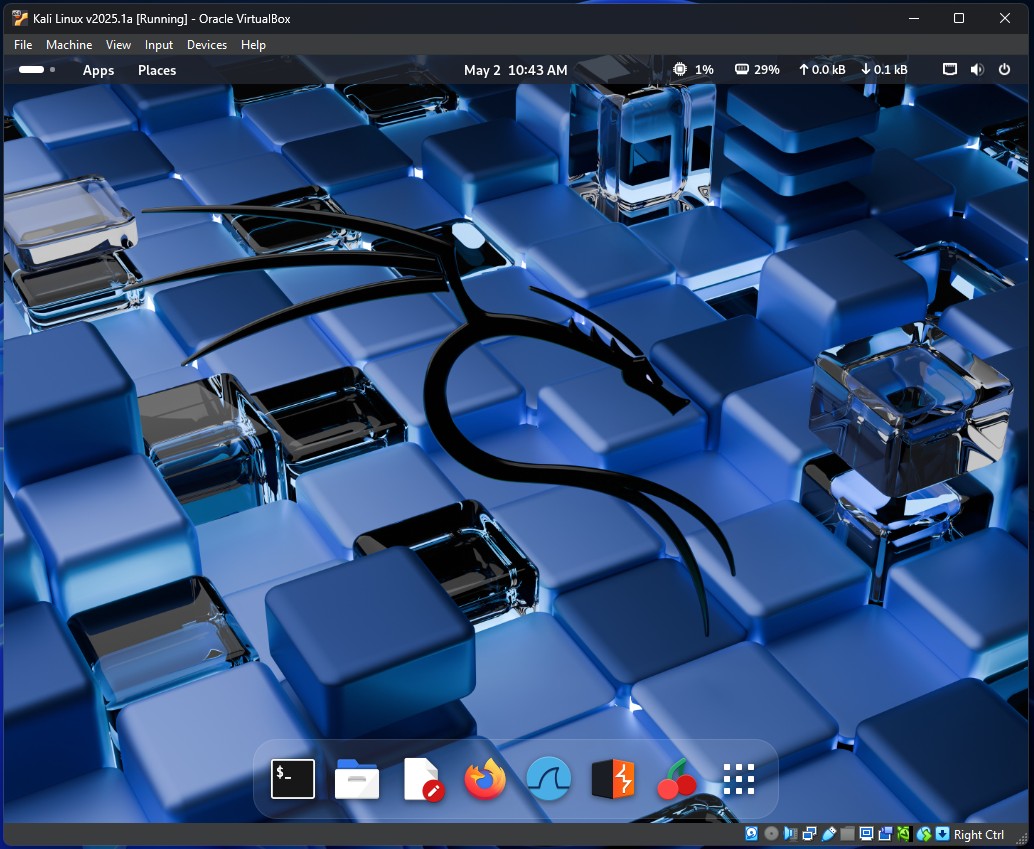 Kali Linux v2025.1a [Running] - Oracle VirtualBox
File Machine View Input Devices Help
Apps Places May 2 10:43 AM 1% 29% 0.0 kB 0.1 kB
$_
Right Ctrl